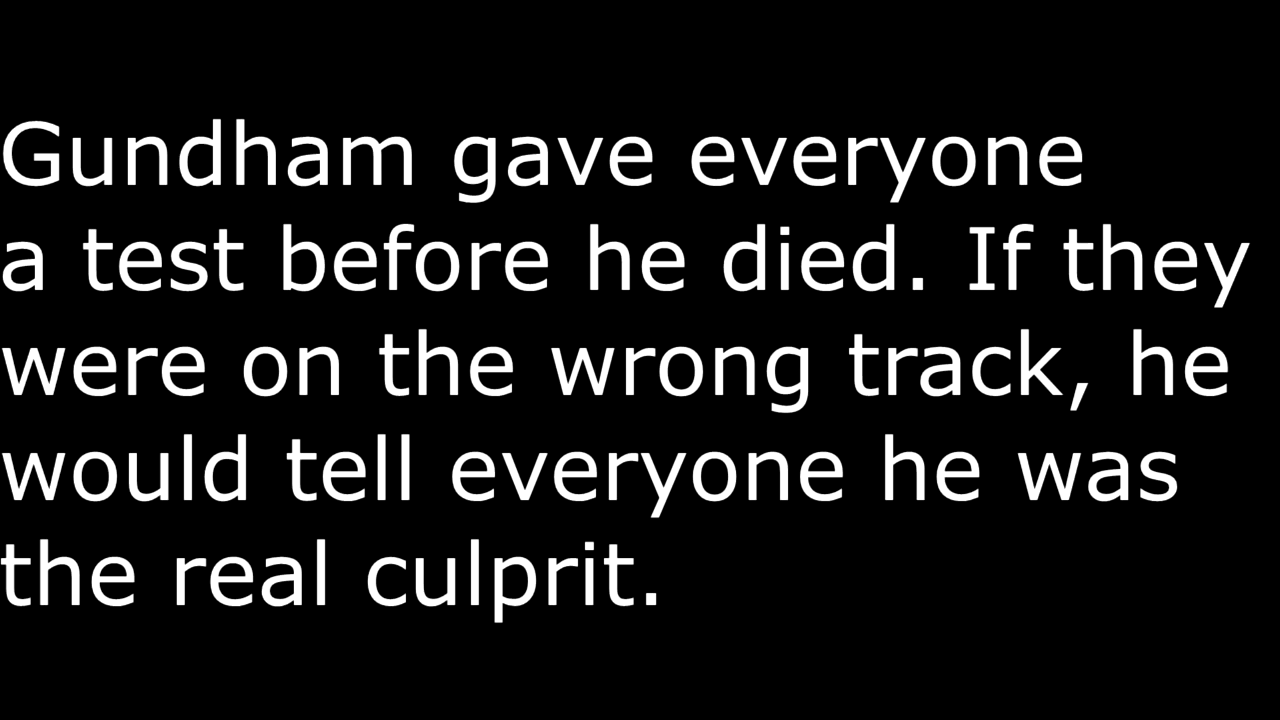 Gundham gave everyone
a test before he died. If they
were on the wrong track, he
would tell everyone he was
the real culprit.